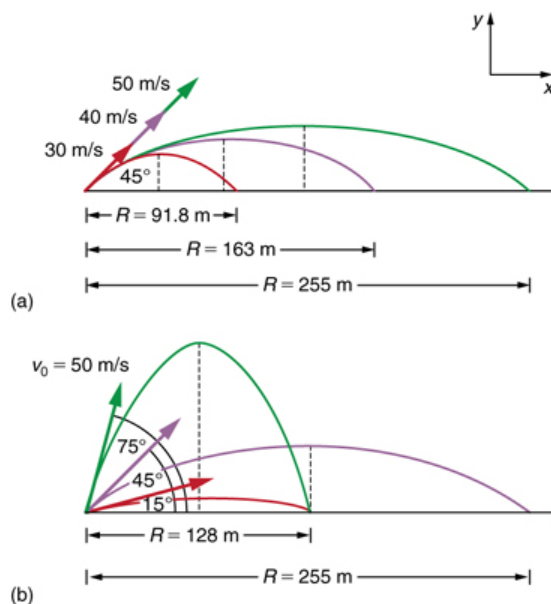 y
x
50 m/s
40 m/s
30 m/s
45°
R = 91.8 m
R = 163 m
R = 255 m
(a)
v₀ = 50 m/s
75°
45°
15°
R = 128 m
R = 255 m
(b)